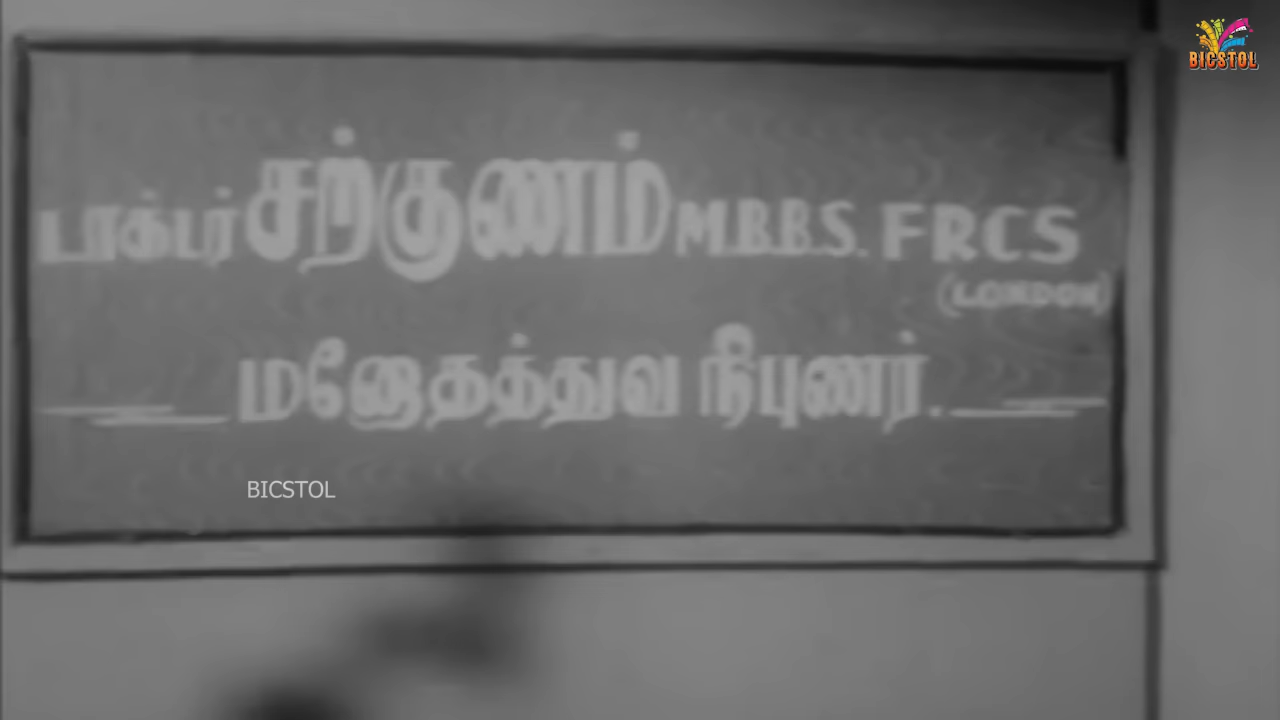 BICSTOL
டாக்டர் சற்குணம் M.B.B.S. FRCS
(LONDON)
மனோதத்துவ நிபுணர்.
BICSTOL